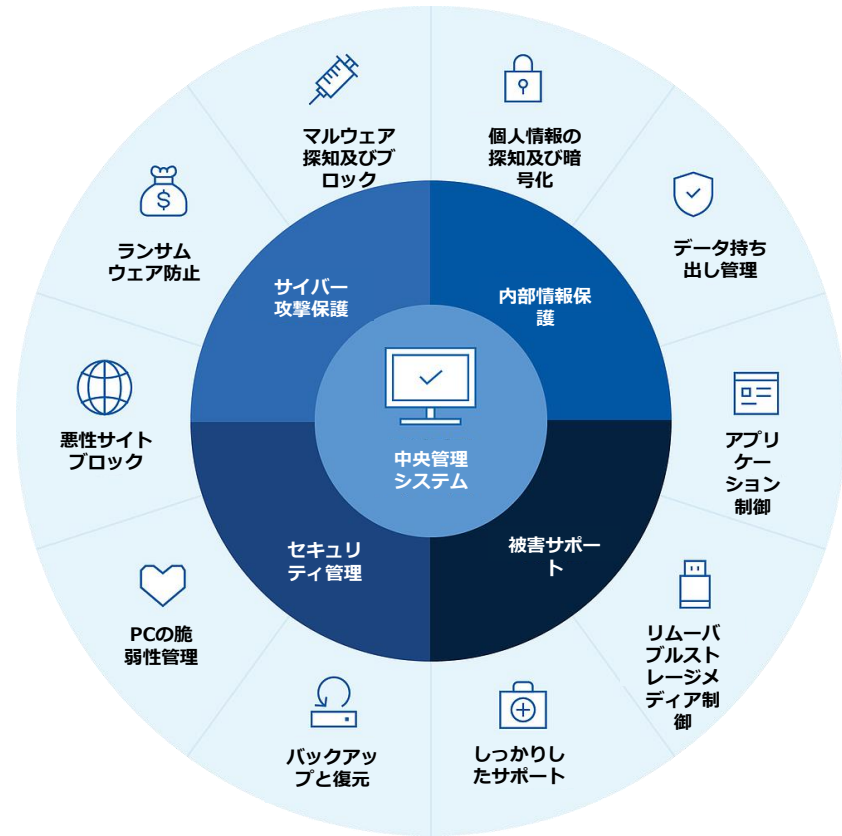 マルウェア
探知及びブ
ロック
個人情報の
探知及び暗
号化
ランサム
ウェア防止
データ持ち
出し管理
サイバー
攻撃保護
内部情報保
護
悪性サイト
ブロック
中央管理
システム
アプリ
ケー
ション
制御
セキュリ
ティ管理
被害サポー
ト
PCの脆
弱性管理
リムーバ
ブルスト
レージメ
ディア制
御
バックアッ
プと復元
しっかりし
たサポート
$